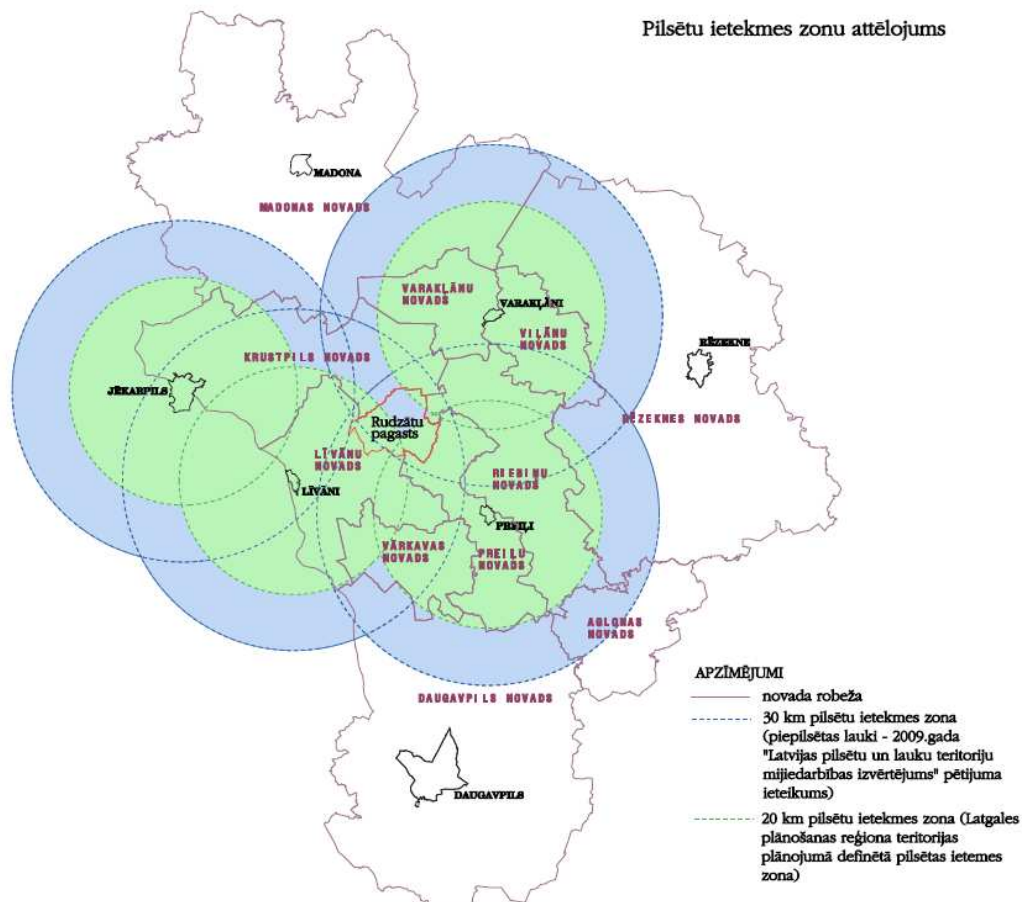 Pilsētu ietekmes zonu attēlojums
MADONA
MADONAS NOVADS
VARAKĻĀNU
NOVADS
VARAKĻĀNI
VIĻĀNU
NOVADS
RĒZEKNE
KRUSTPILS NOVADS
JĒKABPILS
RĒZEKNES NOVADS
Rudzātu
pagasts
LĪVĀNU
NOVADS
RIEBIŅU
NOVADS
LĪVĀNI
PREIĻI
VĀRKAVAS
NOVADS
PREIĻU
NOVADS
AGLONAS
NOVADS
DAUGAVPILS NOVADS
DAUGAVPILS
APZĪMĒJUMI
novada robeža
30 km pilsētu ietekmes zona
(piepilsētas lauki - 2009.gada
"Latvijas pilsētu un lauku teritoriju
mijiedarbības izvērtējums" pētījuma
ieteikums)
20 km pilsētu ietekmes zona (Latgales
plānošanas reģiona teritorijas
plānojumā definētā pilsētas ietemes
zona)